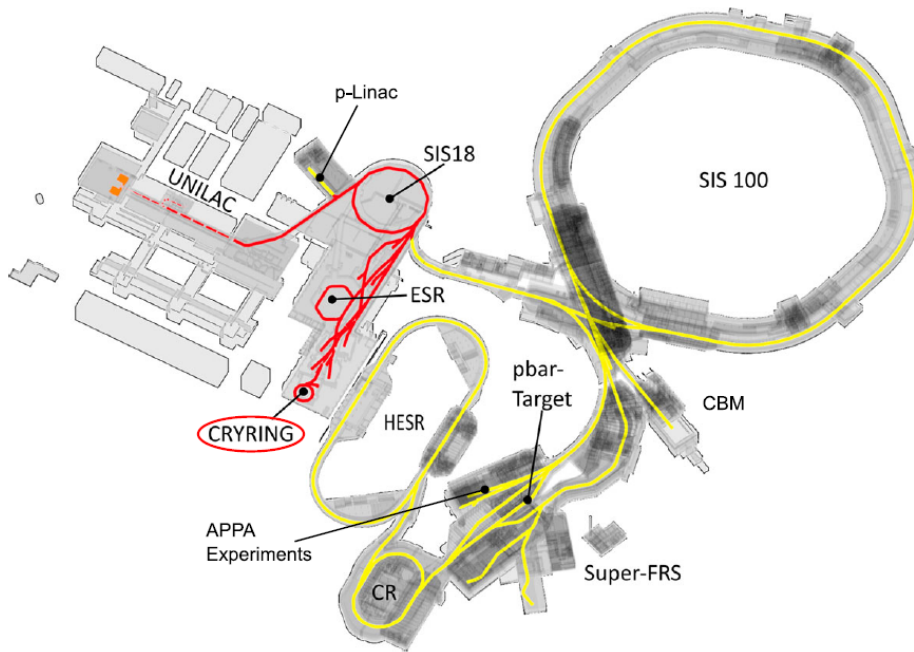 p-Linac
SIS18
UNILAC
SIS 100
ESR
pbar-
Target
CBM
HESR
CRYRING
APPA
Experiments
Super-FRS
CR